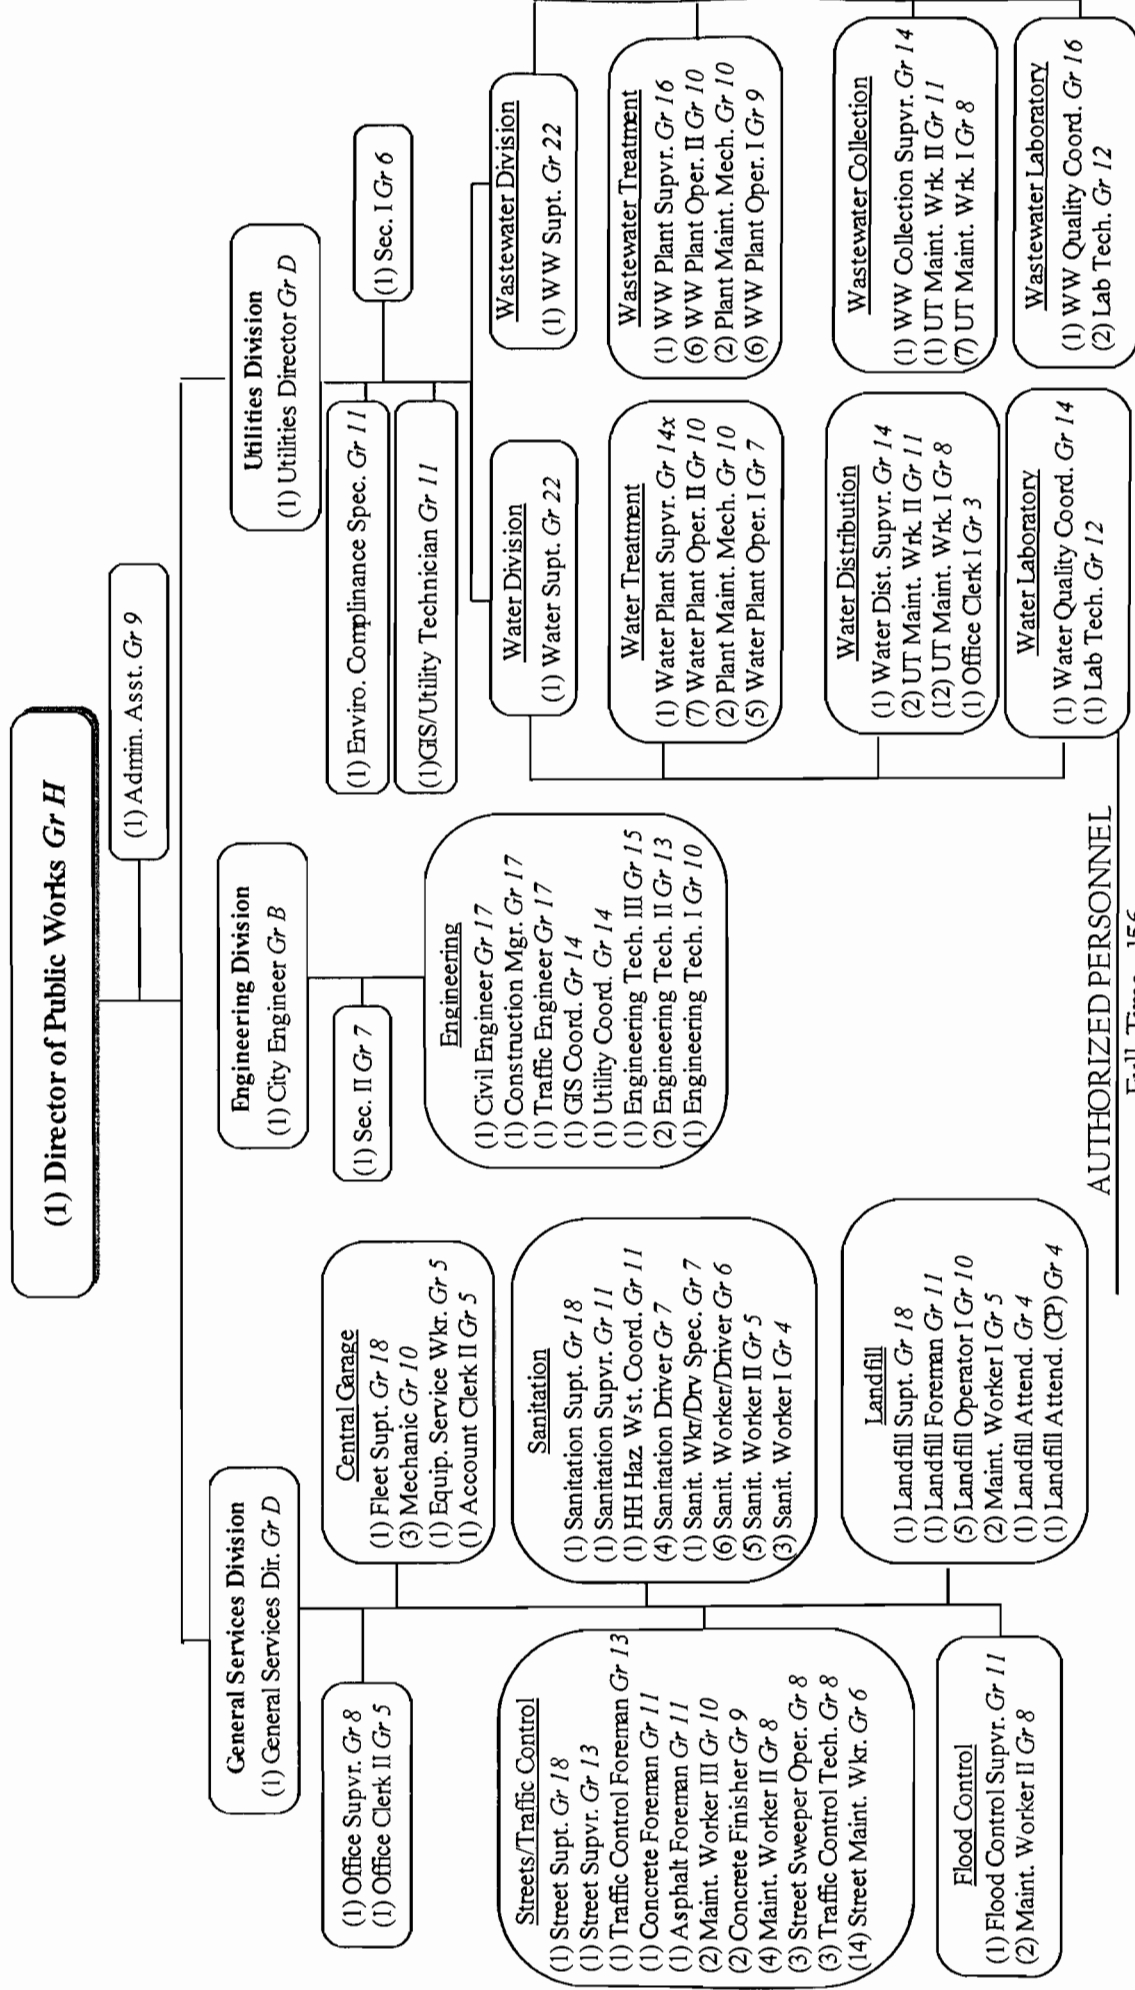 (1) Director of Public Works Gr H
(1) Admin. Asst. Gr 9
General Services Division
(1) General Services Dir. Gr D
(1) Office Supvr. Gr 8
(1) Office Clerk II Gr 5
Central Garage
(1) Fleet Supt. Gr 18
(3) Mechanic Gr 10
(1) Equip. Service Wkr. Gr 5
(1) Account Clerk II Gr 5
Streets/Traffic Control
(1) Street Supt. Gr 18
(1) Street Supvr. Gr 13
(1) Traffic Control Foreman Gr 13
(1) Concrete Foreman Gr 11
(1) Asphalt Foreman Gr 11
(2) Maint. Worker III Gr 10
(2) Concrete Finisher Gr 9
(4) Maint. Worker II Gr 8
(3) Street Sweeper Oper. Gr 8
(3) Traffic Control Tech. Gr 8
(14) Street Maint. Wkr. Gr 6
Sanitation
(1) Sanitation Supt. Gr 18
(1) Sanitation Supvr. Gr 11
(1) HH Haz. Wst. Coord. Gr 11
(4) Sanitation Driver Gr 7
(1) Sanit. Wkr/Drv Spec. Gr 7
(6) Sanit. Worker/Driver Gr 6
(5) Sanit. Worker II Gr 5
(3) Sanit. Worker I Gr 4
Flood Control
(1) Flood Control Supvr. Gr 11
(2) Maint. Worker II Gr 8
Landfill
(1) Landfill Supt. Gr 18
(1) Landfill Foreman Gr 11
(5) Landfill Operator I Gr 10
(2) Maint. Worker I Gr 5
(1) Landfill Attend. Gr 4
(1) Landfill Attend. (CP) Gr 4
Engineering Division
(1) City Engineer Gr B
(1) Sec. II Gr 7
Engineering
(1) Civil Engineer Gr 17
(1) Construction Mgr. Gr 17
(1) Traffic Engineer Gr 17
(1) GIS Coord. Gr 14
(1) Utility Coord. Gr 14
(1) Engineering Tech. III Gr 15
(2) Engineering Tech. II Gr 13
(1) Engineering Tech. I Gr 10
Utilities Division
(1) Utilities Director Gr D
(1) Sec. I Gr 6
(1) Enviro. Complinance Spec. Gr 11
(1)GIS/Utility Technician Gr 11
Water Division
(1) Water Supt. Gr 22
Water Treatment
(1) Water Plant Supvr. Gr 14x
(7) Water Plant Oper. II Gr 10
(2) Plant Maint. Mech. Gr 10
(5) Water Plant Oper. I Gr 7
Water Distribution
(1) Water Dist. Supvr. Gr 14
(2) UT Maint. Wrk. II Gr 11
(12) UT Maint. Wrk. I Gr 8
(1) Office Clerk I Gr 3
Water Laboratory
(1) Water Quality Coord. Gr 14
(1) Lab Tech. Gr 12
Wastewater Division
(1) WW Supt. Gr 22
Wastewater Treatment
(1) WW Plant Supvr. Gr 16
(6) WW Plant Oper. II Gr 10
(2) Plant Maint. Mech. Gr 10
(6) WW Plant Oper. I Gr 9
Wastewater Collection
(1) WW Collection Supvr. Gr 14
(1) UT Maint. Wrk. II Gr 11
(7) UT Maint. Wrk. I Gr 8
Wastewater Laboratory
(1) WW Quality Coord. Gr 16
(2) Lab Tech. Gr 12
AUTHORIZED PERSONNEL
Full-Time